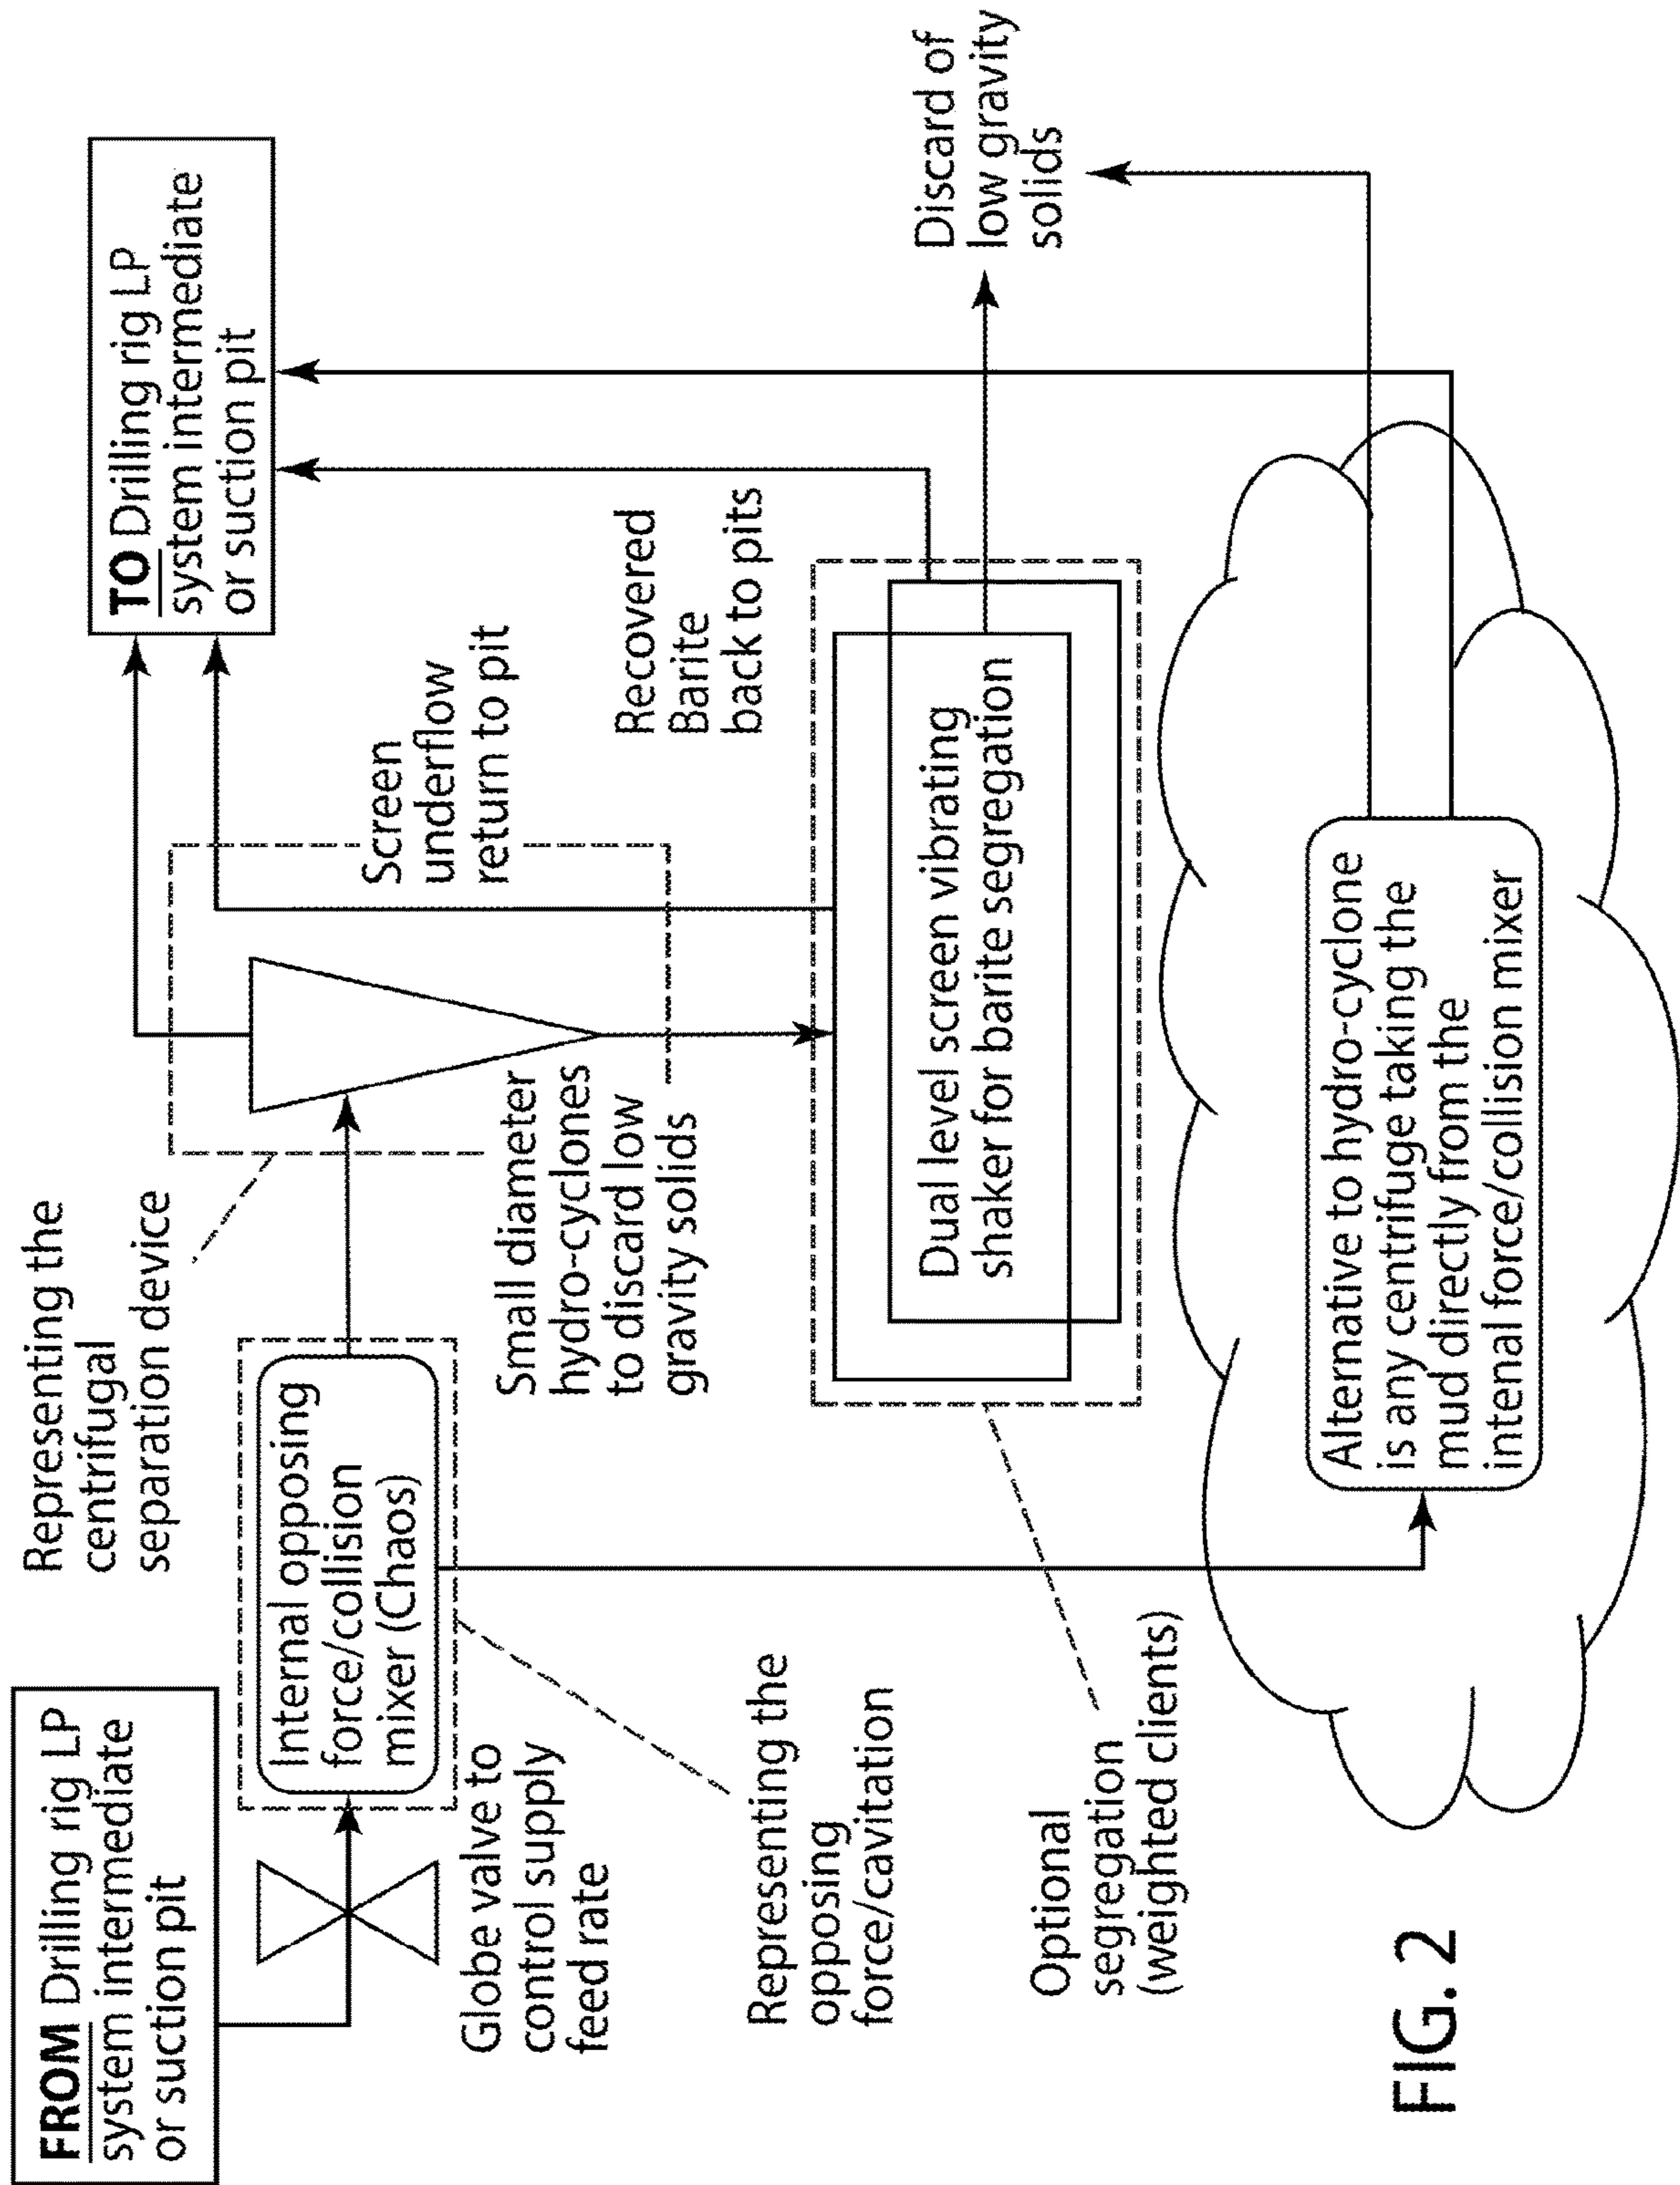 FROM Drilling rig LP
system intermediate
or suction pit
Globe valve to
control supply
feed rate
Internal opposing
force/collision
mixer (Chaos)
Representing the
opposing
force/cavitation
Representing the
centrifugal
separation device
Small diameter
hydro-cyclones
to discard low
gravity solids
Screen
underflow
return to pit
TO Drilling rig LP
system intermediate
or suction pit
Recovered
Barite
back to pits
Dual level screen vibrating
shaker for barite segregation
Optional
segregation
(weighted clients)
Discard of
low gravity
solids
Alternative to hydro-cyclone
is any centrifuge taking the
mud directly from the
intenal force/collision mixer
FIG. 2